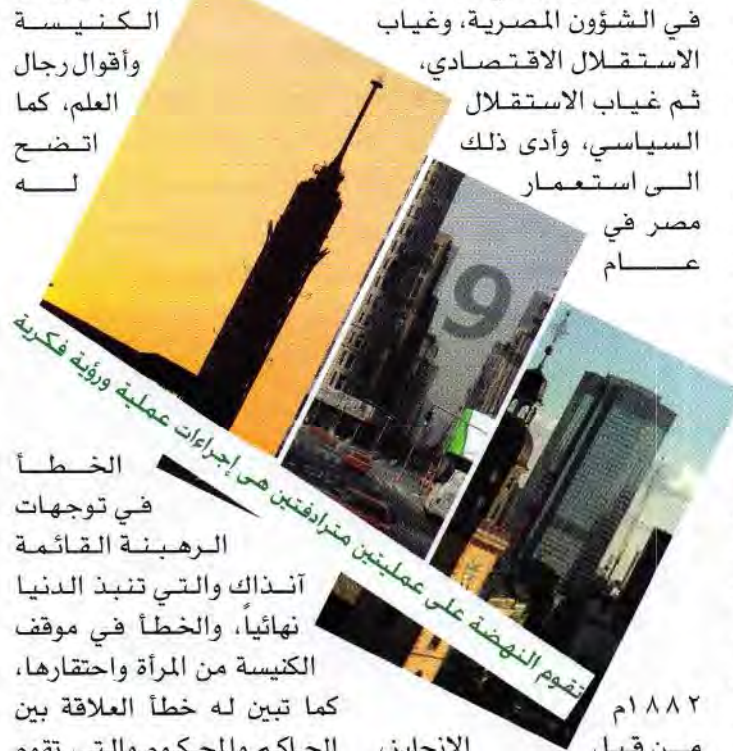 في الشؤون المصرية، وغياب
الاستقلال الاقتصادي،
ثم غياب الاستقلال
السياسي، وأدى ذلك
الى استعمار
مصر في
عام
١٨٨٢م
من قبل الإنجليز،
الكنيسة
وأقوال رجال
العلم، كما
اتضح
له
الخطأ
في توجهات
الرهبنة القائمة
آنذاك والتي تنبذ الدنيا
نهائياً، والخطأ في موقف
الكنيسة من المرأة واحتقارها،
كما تبين له خطأ العلاقة بين
الحاكم والمحكوم والتي تقوم
تقوم النهضة على عمليتين مترادفتين هي إجراءات عملية ورؤية فكرية